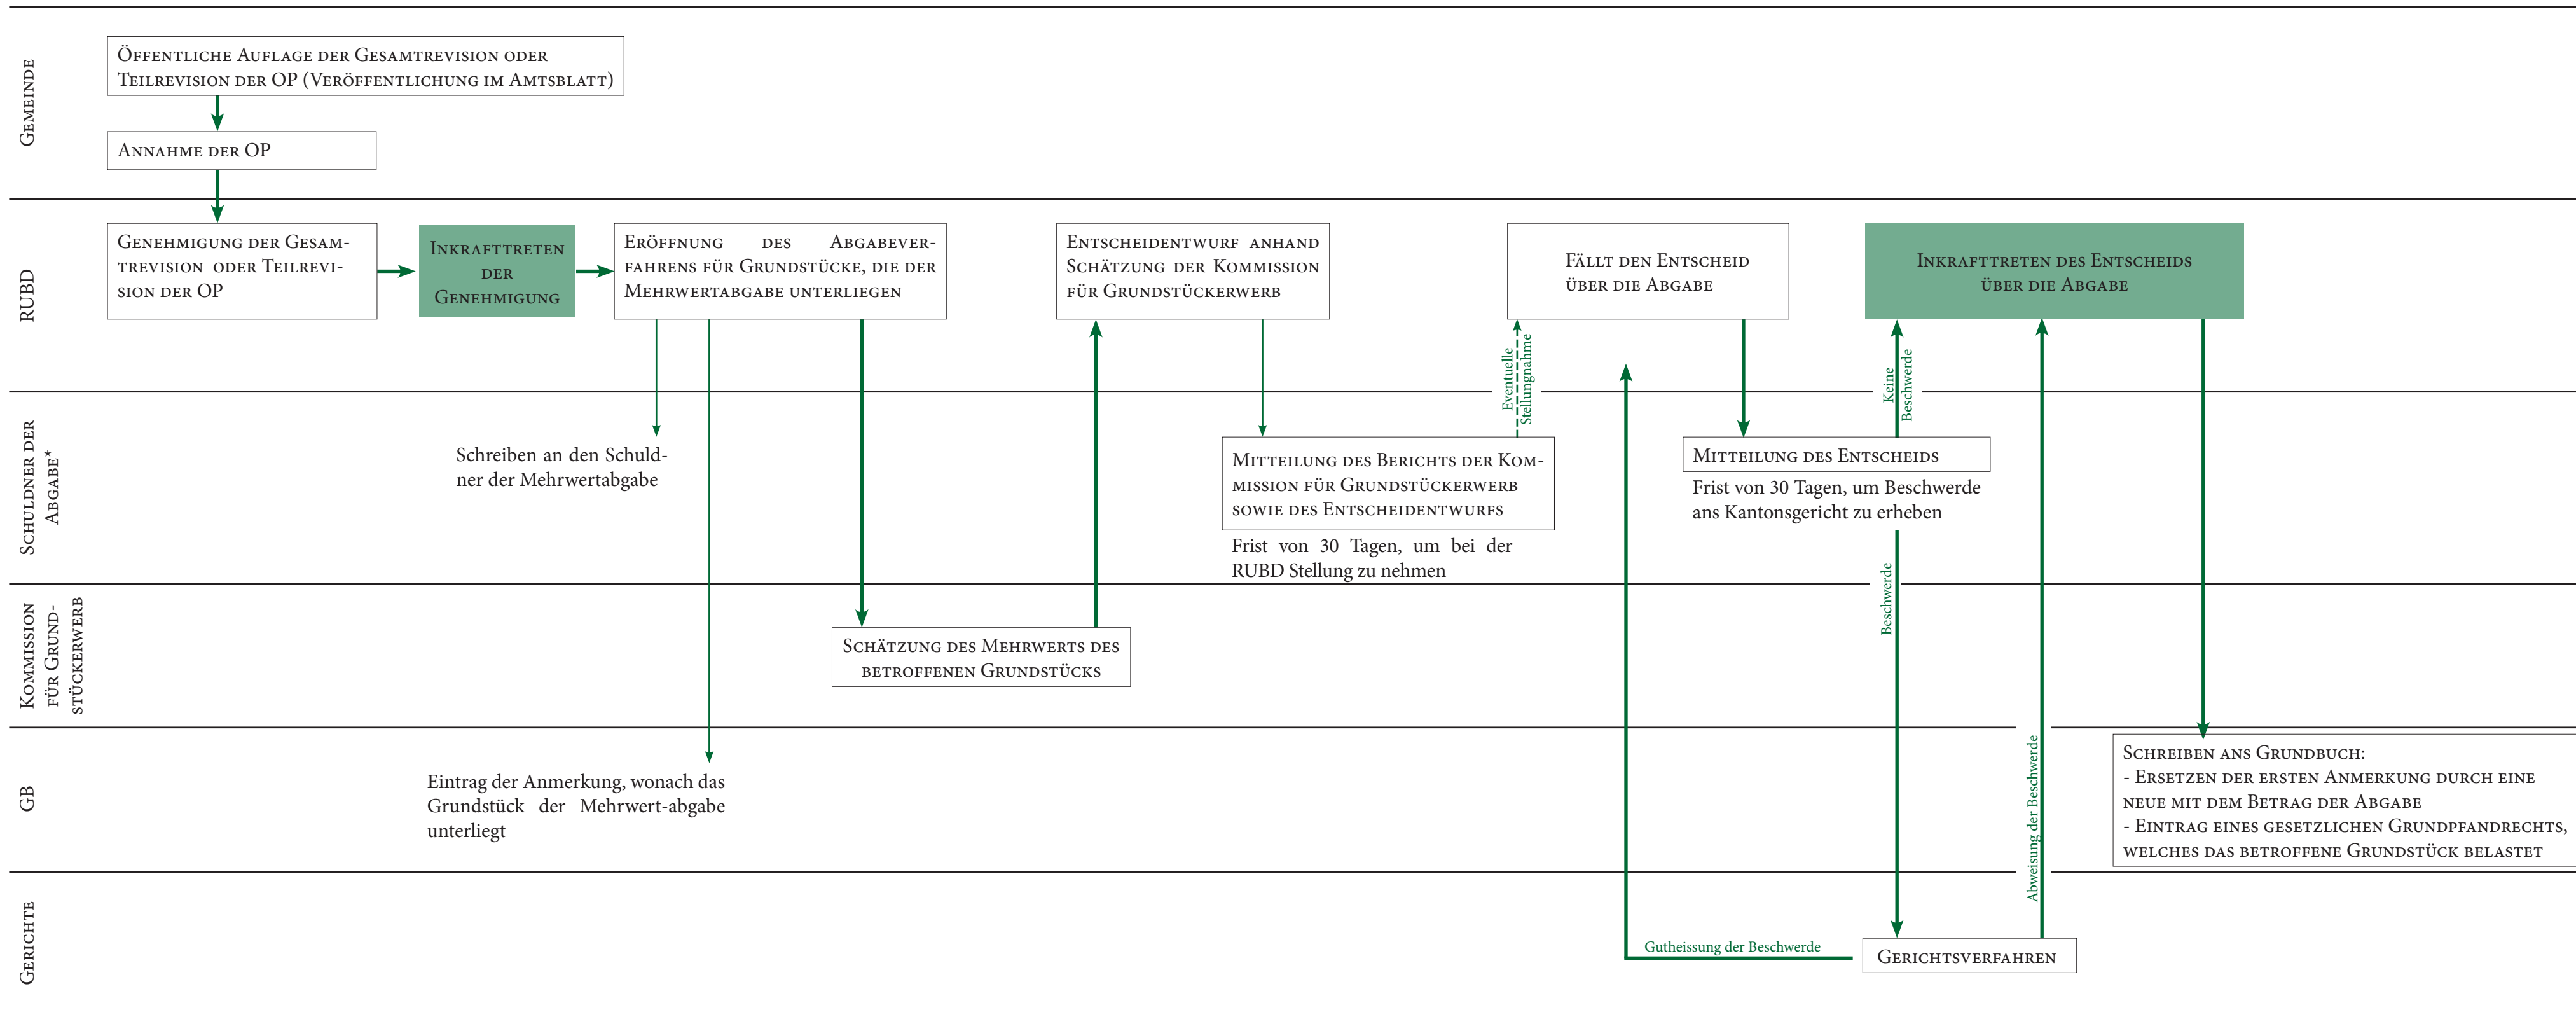 GEMEINDE
ÖFFENTLICHE AUFLAGE DER GESAMTREVISION ODER
TEILREVISION DER OP (VERÖFFENTLICHUNG IM AMTSBLATT)
ANNAHME DER OP
RUBD
GENEHMIGUNG DER GESAM-
TREVISION ODER TEILREVI-
SION DER OP
INKRAFTTRETEN
DER
GENEHMIGUNG
ERÖFFNUNG DES ABGABEVER-
FAHRENS FÜR GRUNDSTÜCKE, DIE DER
MEHRWERTABGABE UNTERLIEGEN
ENTSCHEIDENTWURF ANHAND
SCHÄTZUNG DER KOMMISSION
FÜR GRUNDSTÜCKERWERB
FÄLLT DEN ENTSCHEID
ÜBER DIE ABGABE
INKRAFTTRETEN DES ENTSCHEIDS
ÜBER DIE ABGABE
Eventuelle
Stellungnahme
Keine
Beschwerde
SCHULDNER DER
ABGABE*
Schreiben an den Schuld-
ner der Mehrwertabgabe
MITTEILUNG DES BERICHTS DER KOM-
MISSION FÜR GRUNDSTÜCKERWERB
SOWIE DES ENTSCHEIDENTWURFS
Frist von 30 Tagen, um bei der
RUBD Stellung zu nehmen
MITTEILUNG DES ENTSCHEIDS
Frist von 30 Tagen, um Beschwerde
ans Kantonsgericht zu erheben
Beschwerde
KOMMISSION
FÜR GRUND-
STÜCKERWERB
SCHÄTZUNG DES MEHRWERTS DES
BETROFFENEN GRUNDSTÜCKS
GB
Eintrag der Anmerkung, wonach das
Grundstück der Mehrwert-abgabe
unterliegt
Abweisung der Beschwerde
SCHREIBEN ANS GRUNDBUCH:
- ERSETZEN DER ERSTEN ANMERKUNG DURCH EINE
NEUE MIT DEM BETRAG DER ABGABE
- EINTRAG EINES GESETZLICHEN GRUNDPFANDRECHTS,
WELCHES DAS BETROFFENE GRUNDSTÜCK BELASTET
GERICHTE
Gutheissung der Beschwerde
GERICHTSVERFAHREN